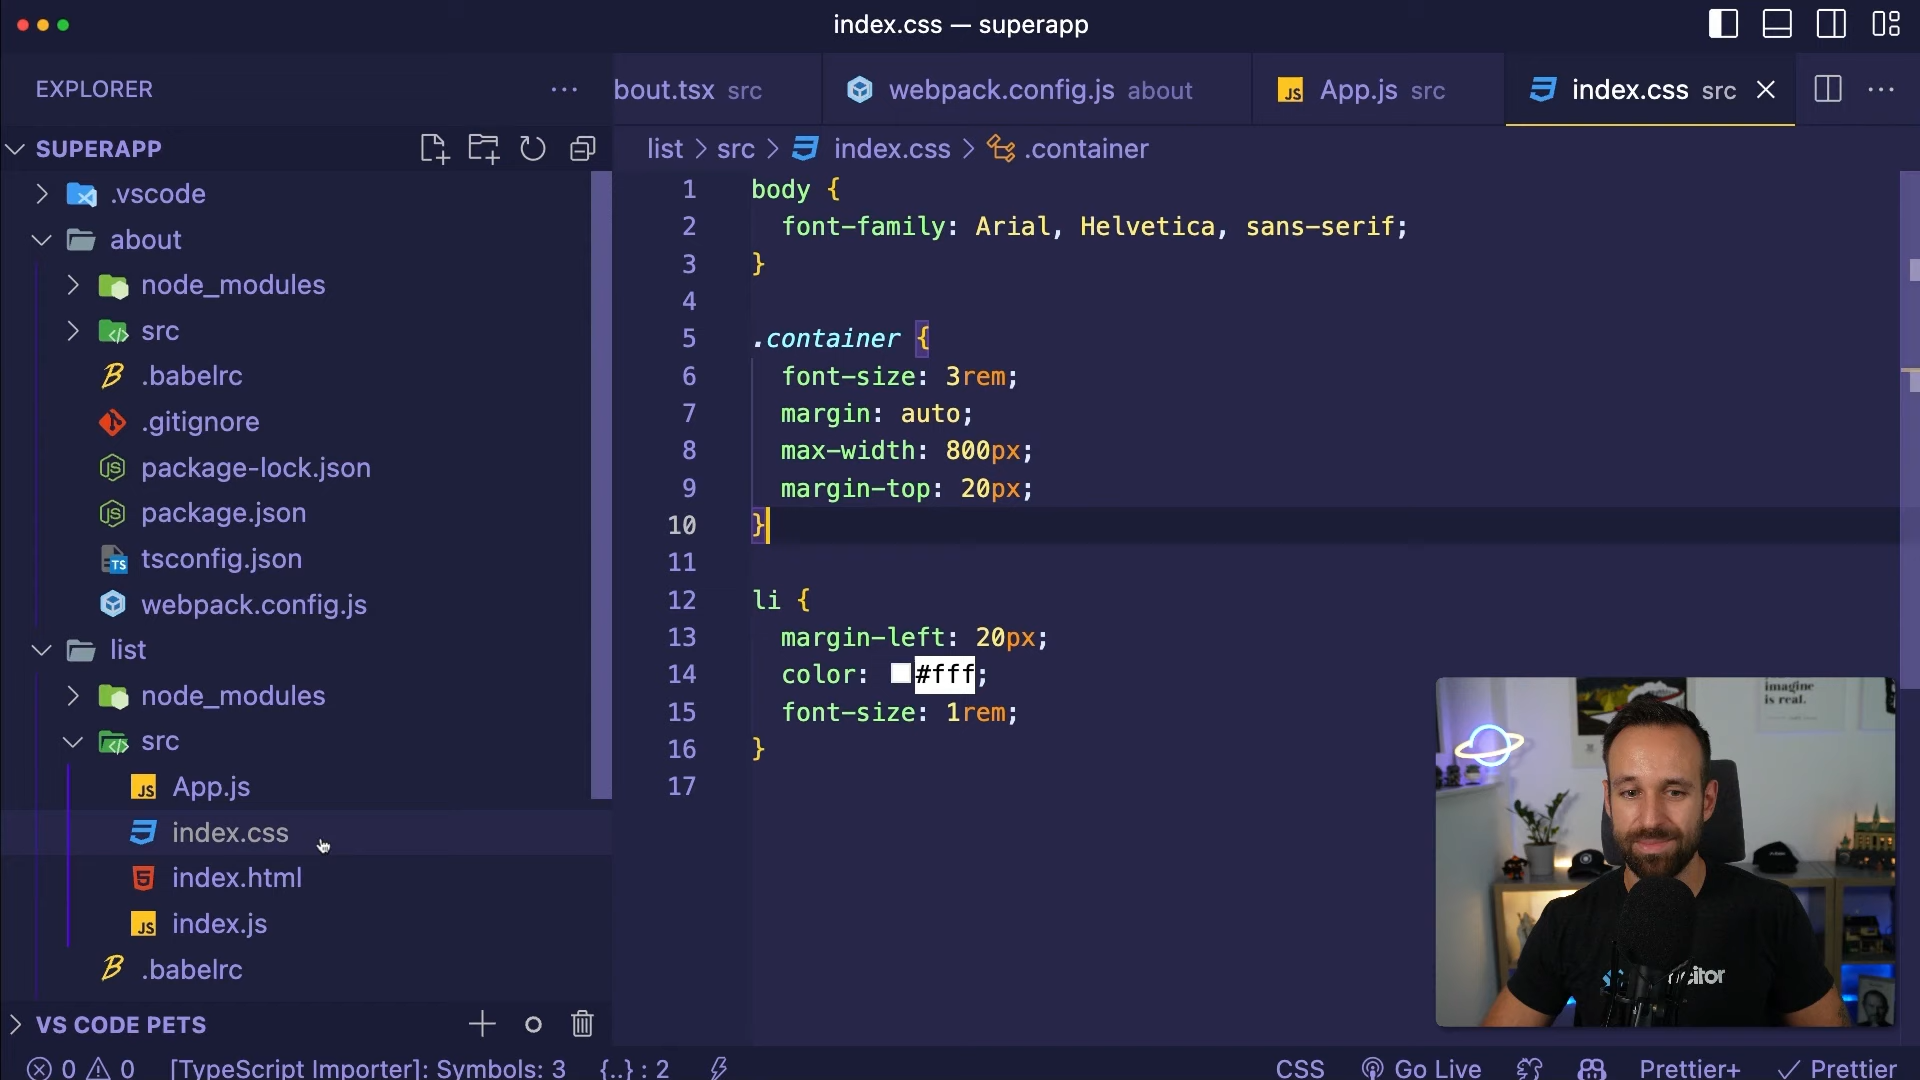 index.css — superapp
EXPLORER
bout.tsx src
webpack.config.js about
App.js src
index.css src
SUPERAPP
list > src > index.css > .container
.vscode
about
node_modules
src
.babelrc
.gitignore
package-lock.json
package.json
tsconfig.json
webpack.config.js
list
node_modules
src
App.js
index.css
index.html
index.js
.babelrc
VS CODE PETS
1 body {
2 font-family: Arial, Helvetica, sans-serif;
3 }
4
5 .container {
6 font-size: 3rem;
7 margin: auto;
8 max-width: 800px;
9 margin-top: 20px;
10 }
11
12 li {
13 margin-left: 20px;
14 color: #fff;
15 font-size: 1rem;
16 }
17
imagine
is real.
citor
0 0 [TypeScript Importer]: Symbols: 3 {..} : 2
CSS Go Live Prettier+ Prettier